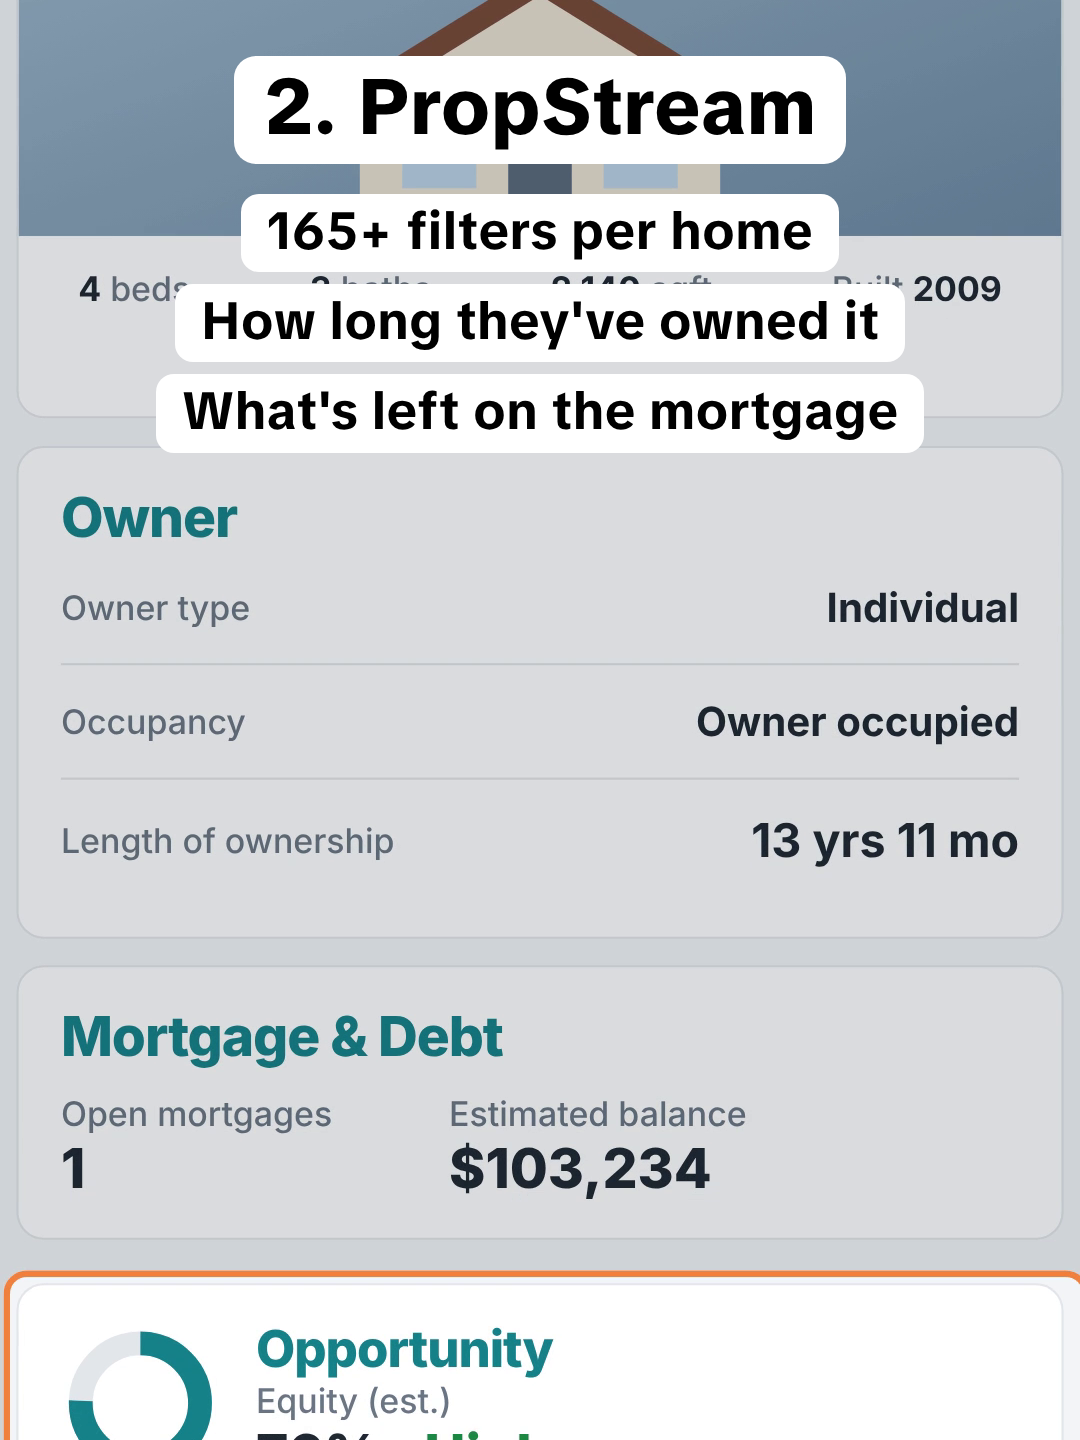 2. PropStream
165+ filters per home
4 beds 2009
How long they've owned it
What's left on the mortgage
Owner
Owner type Individual
Occupancy Owner occupied
Length of ownership 13 yrs 11 mo
Mortgage & Debt
Open mortgages Estimated balance
1 $103,234
Opportunity
Equity (est.)